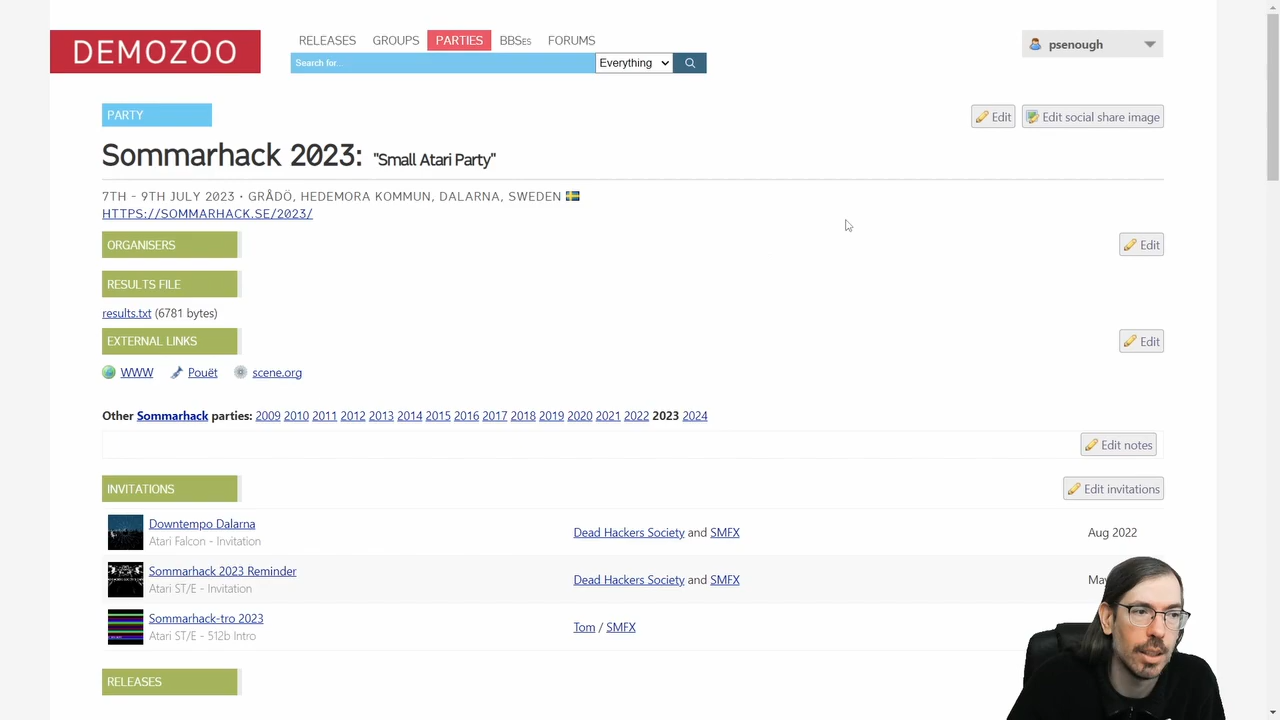 DEMOZOO
RELEASES GROUPS PARTIES BBSes FORUMS
Search for... Everything
psenough
PARTY
Edit Edit social share image
Sommarhack 2023: "Small Atari Party"
7TH - 9TH JULY 2023 • GRÅDÖ, HEDEMORA KOMMUN, DALARNA, SWEDEN
HTTPS://SOMMARHACK.SE/2023/
ORGANISERS Edit
RESULTS FILE
results.txt (6781 bytes)
EXTERNAL LINKS Edit
WWW Pouët scene.org
Other Sommarhack parties: 2009 2010 2011 2012 2013 2014 2015 2016 2017 2018 2019 2020 2021 2022 2023 2024
Edit notes
INVITATIONS Edit invitations
Downtempo Dalarna
Atari Falcon - Invitation
Dead Hackers Society and SMFX Aug 2022
Sommarhack 2023 Reminder
Atari ST/E - Invitation
Dead Hackers Society and SMFX
Sommarhack-tro 2023
Atari ST/E - 512b Intro
Tom / SMFX
RELEASES